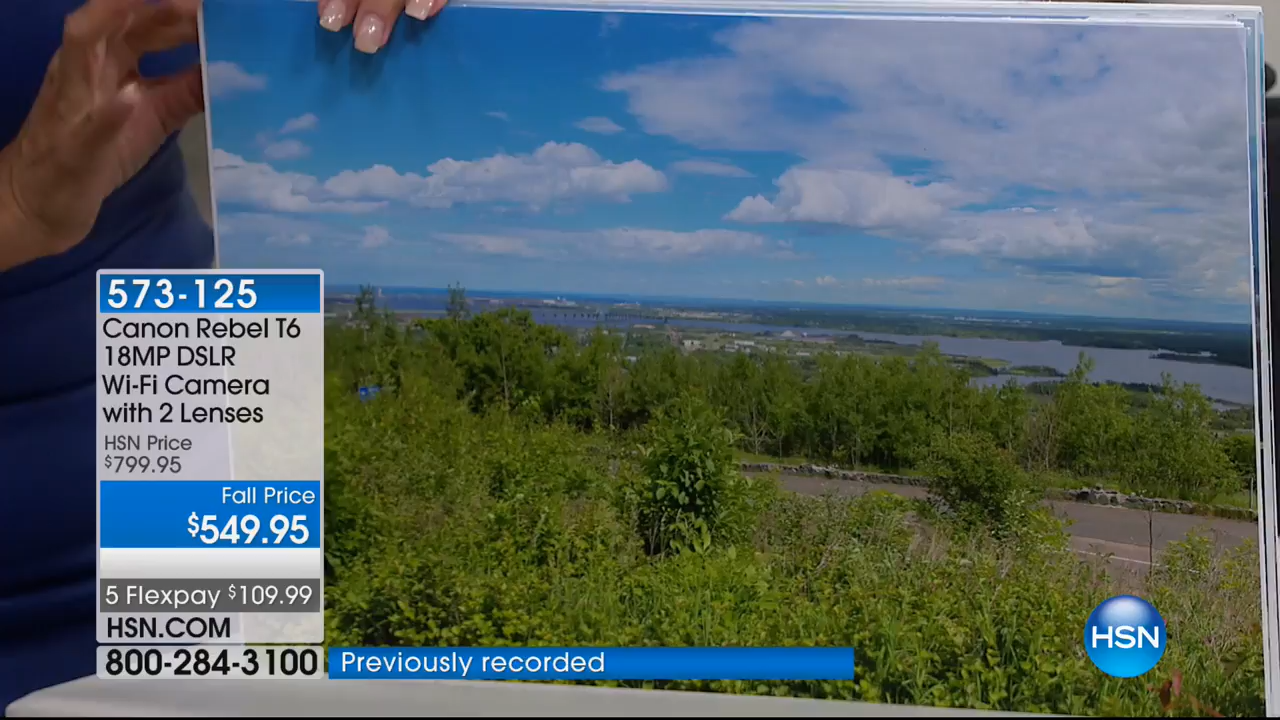 573-125
Canon Rebel T6
18MP DSLR
Wi-Fi Camera
with 2 Lenses
HSN Price
$799.95
Fall Price
$549.95
5 Flexpay $109.99
HSN.COM
800-284-3100
Previously recorded
HSN